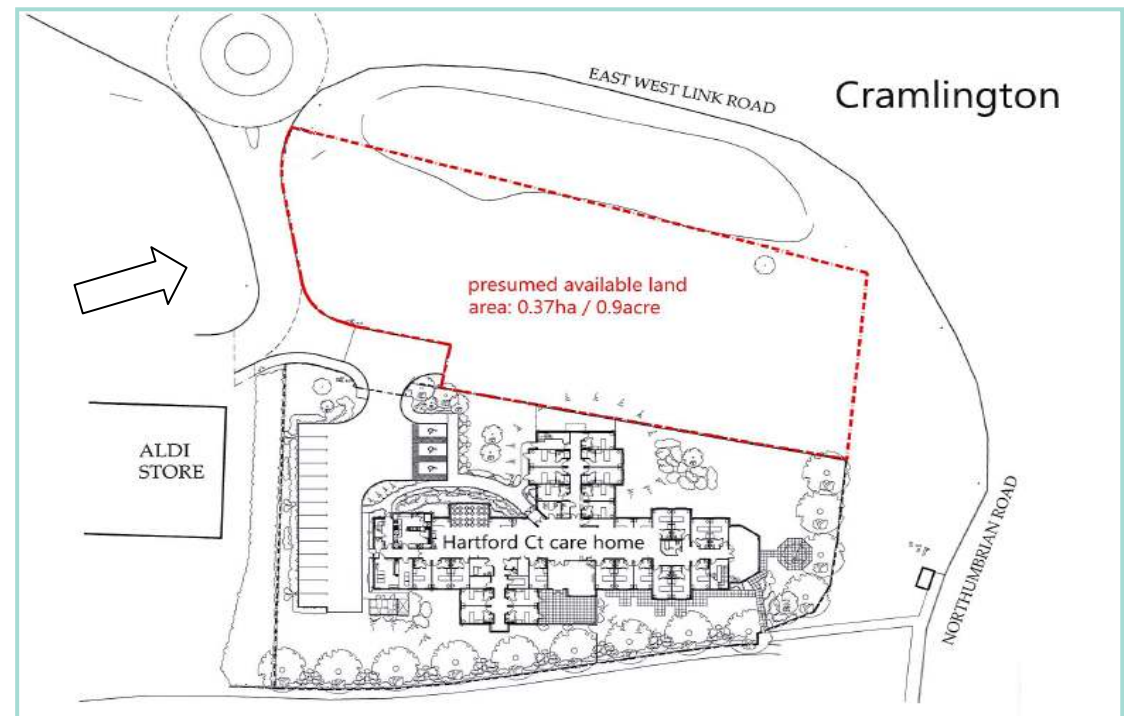 EAST WEST LINK ROAD
Cramlington
presumed available land
area: 0.37ha / 0.9acre
ALDI
STORE
Hartford Ct care home
NORTHUMBRIAN ROAD